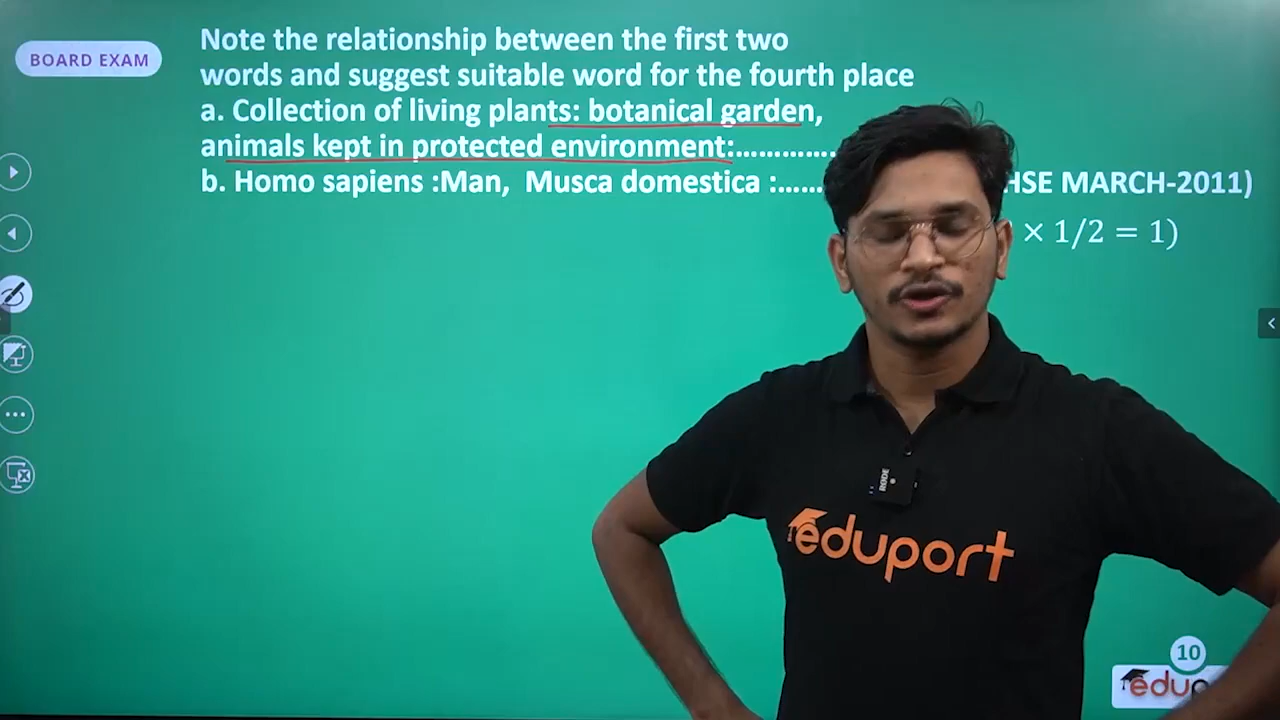 BOARD EXAM
Note the relationship between the first two
words and suggest suitable word for the fourth place
a. Collection of living plants: botanical garden,
animals kept in protected environment:.............
b. Homo sapiens :Man, Musca domestica :...... HSE MARCH-2011)
× 1/2 = 1)
RODE
eduport
10